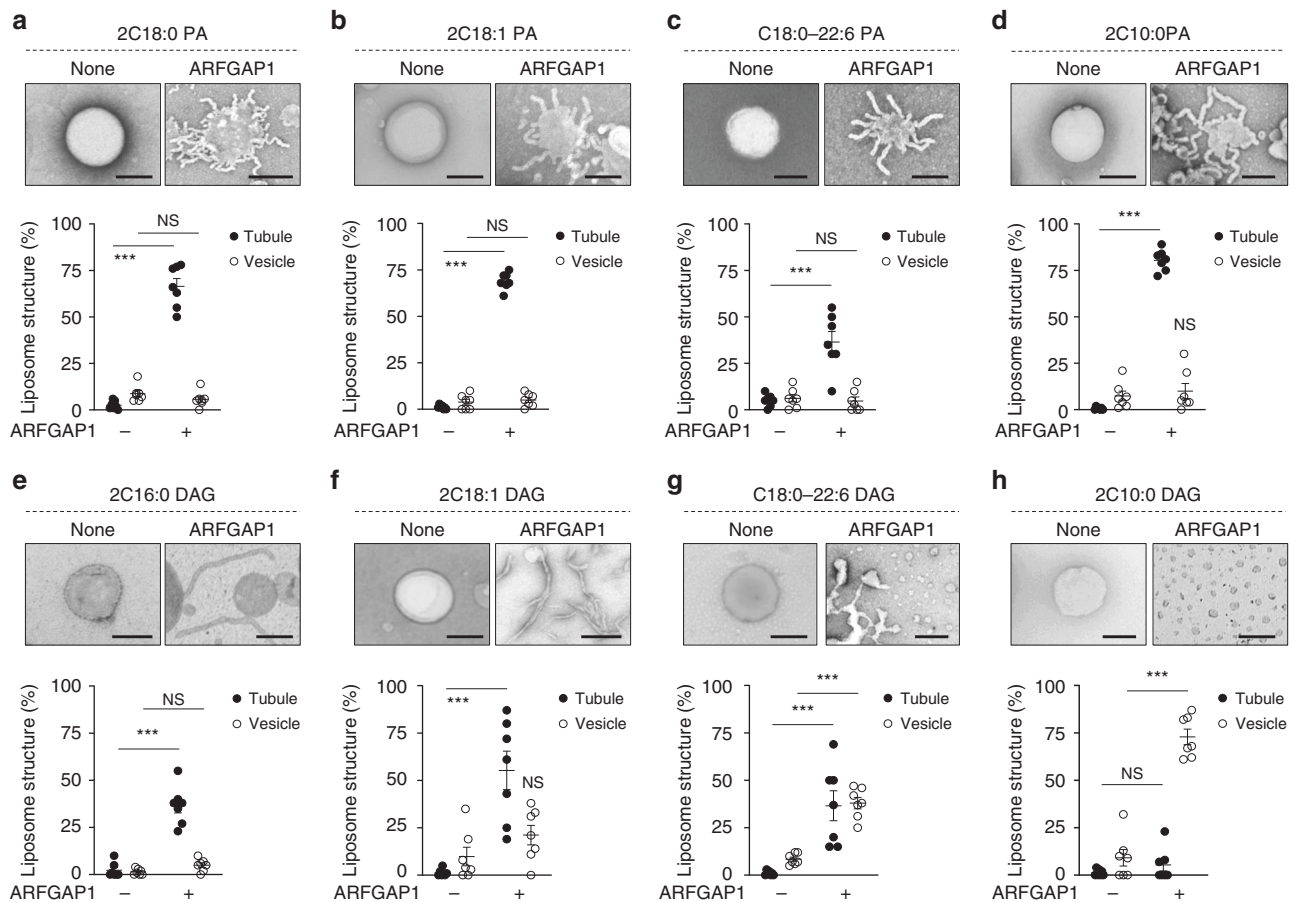 a
2C18:0 PA
None ARFGAP1
Liposome structure (%)
100
75
50
25
0
NS
***
Tubule
Vesicle
ARFGAP1 – +
b
2C18:1 PA
None ARFGAP1
Liposome structure (%)
100
75
50
25
0
NS
***
Tubule
Vesicle
ARFGAP1 – +
c
C18:0–22:6 PA
None ARFGAP1
Liposome structure (%)
100
75
50
25
0
NS
***
Tubule
Vesicle
ARFGAP1 – +
d
2C10:0PA
None ARFGAP1
Liposome structure (%)
100
75
50
25
0
***
NS
Tubule
Vesicle
ARFGAP1 – +
e
2C16:0 DAG
None ARFGAP1
Liposome structure (%)
100
75
50
25
0
NS
***
Tubule
Vesicle
ARFGAP1 – +
f
2C18:1 DAG
None ARFGAP1
Liposome structure (%)
100
75
50
25
0
***
NS
Tubule
Vesicle
ARFGAP1 – +
g
C18:0–22:6 DAG
None ARFGAP1
Liposome structure (%)
100
75
50
25
0
***
***
Tubule
Vesicle
ARFGAP1 – +
h
2C10:0 DAG
None ARFGAP1
Liposome structure (%)
100
75
50
25
0
***
NS
Tubule
Vesicle
ARFGAP1 – +